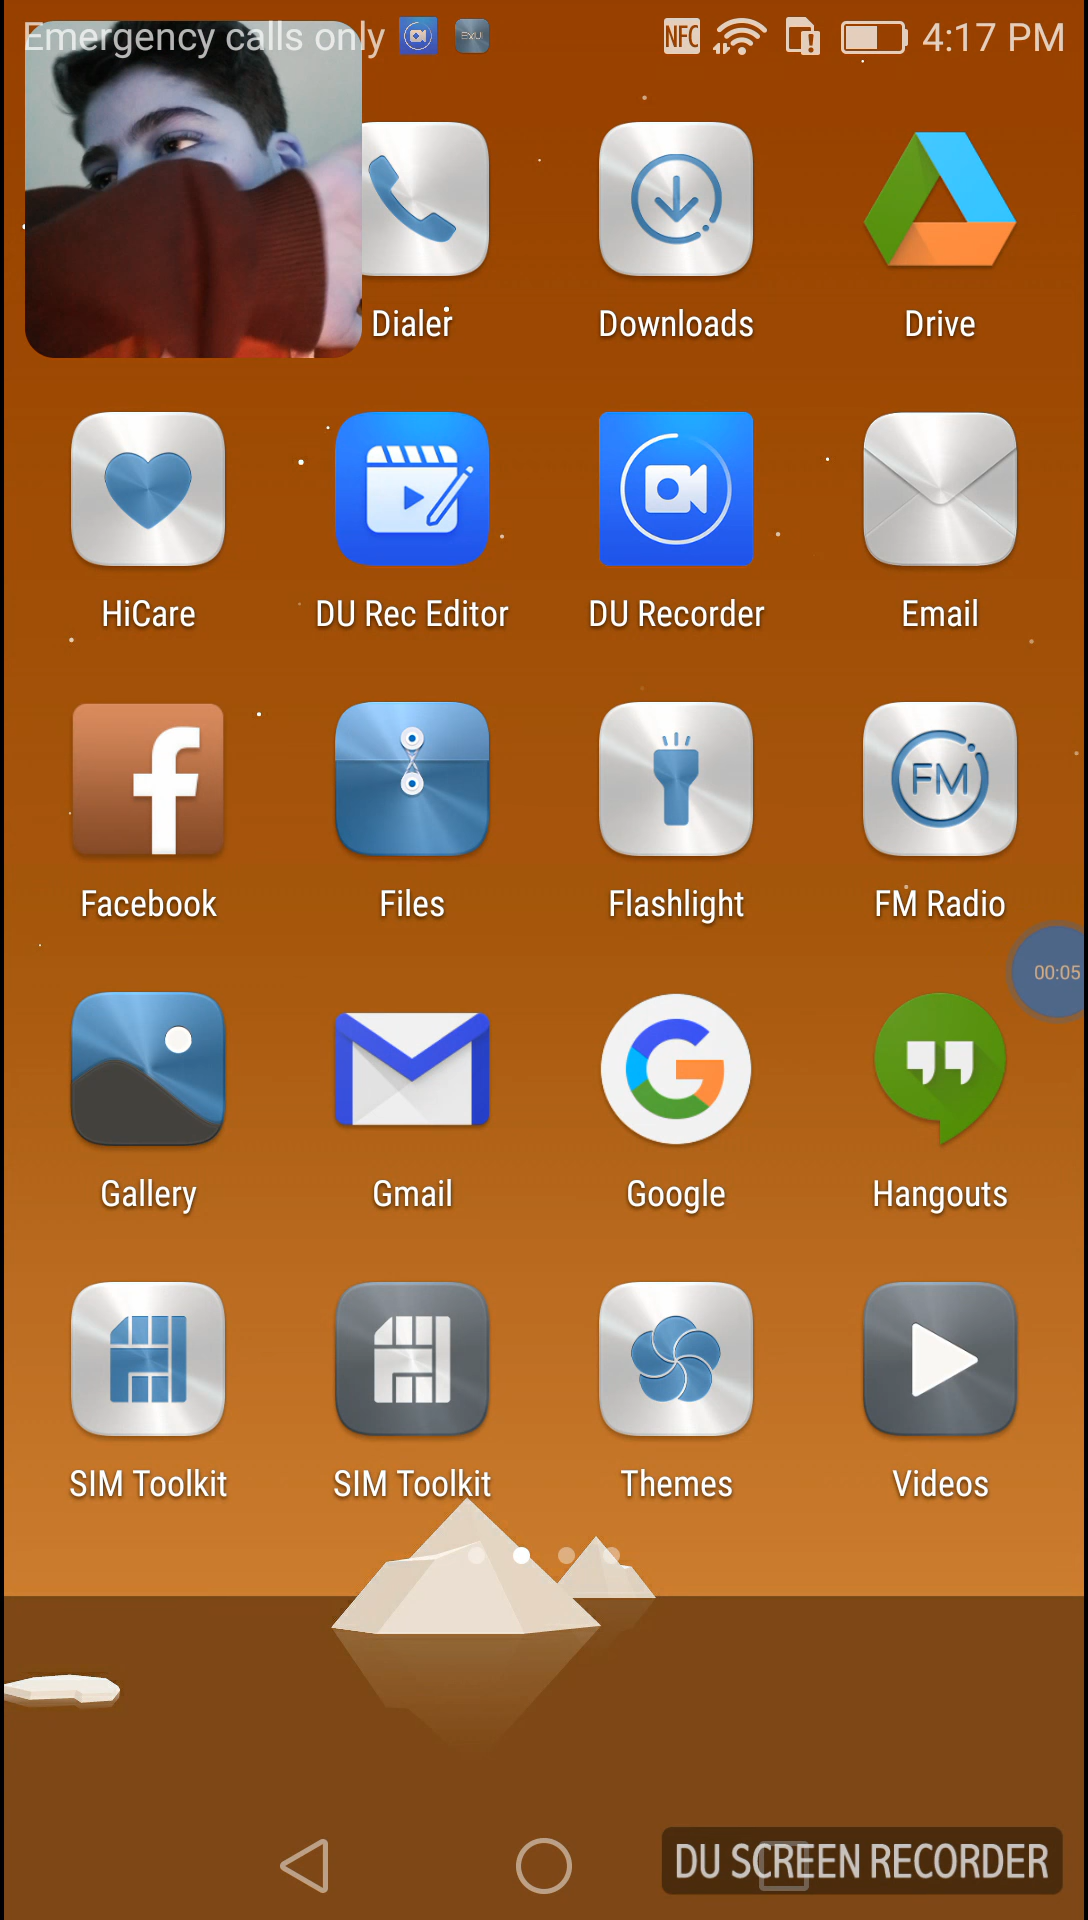 Emergency calls only EXUI NFC 4:17 PM
Dialer Downloads Drive
HiCare DU Rec Editor DU Recorder Email
FM
Facebook Files Flashlight FM Radio
00:05
Gallery Gmail Google Hangouts
SIM Toolkit SIM Toolkit Themes Videos
DU SCREEN RECORDER